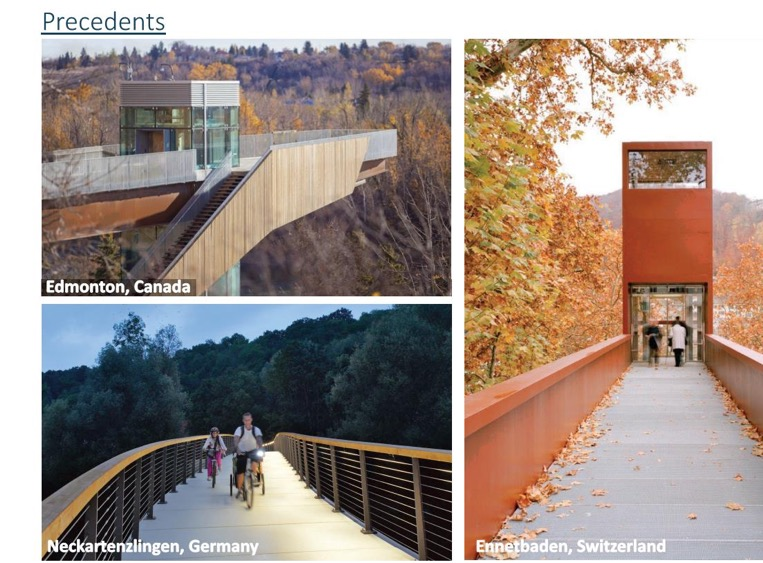 Precedents
Edmonton, Canada
Neckartenzlingen, Germany
Ennetbaden, Switzerland